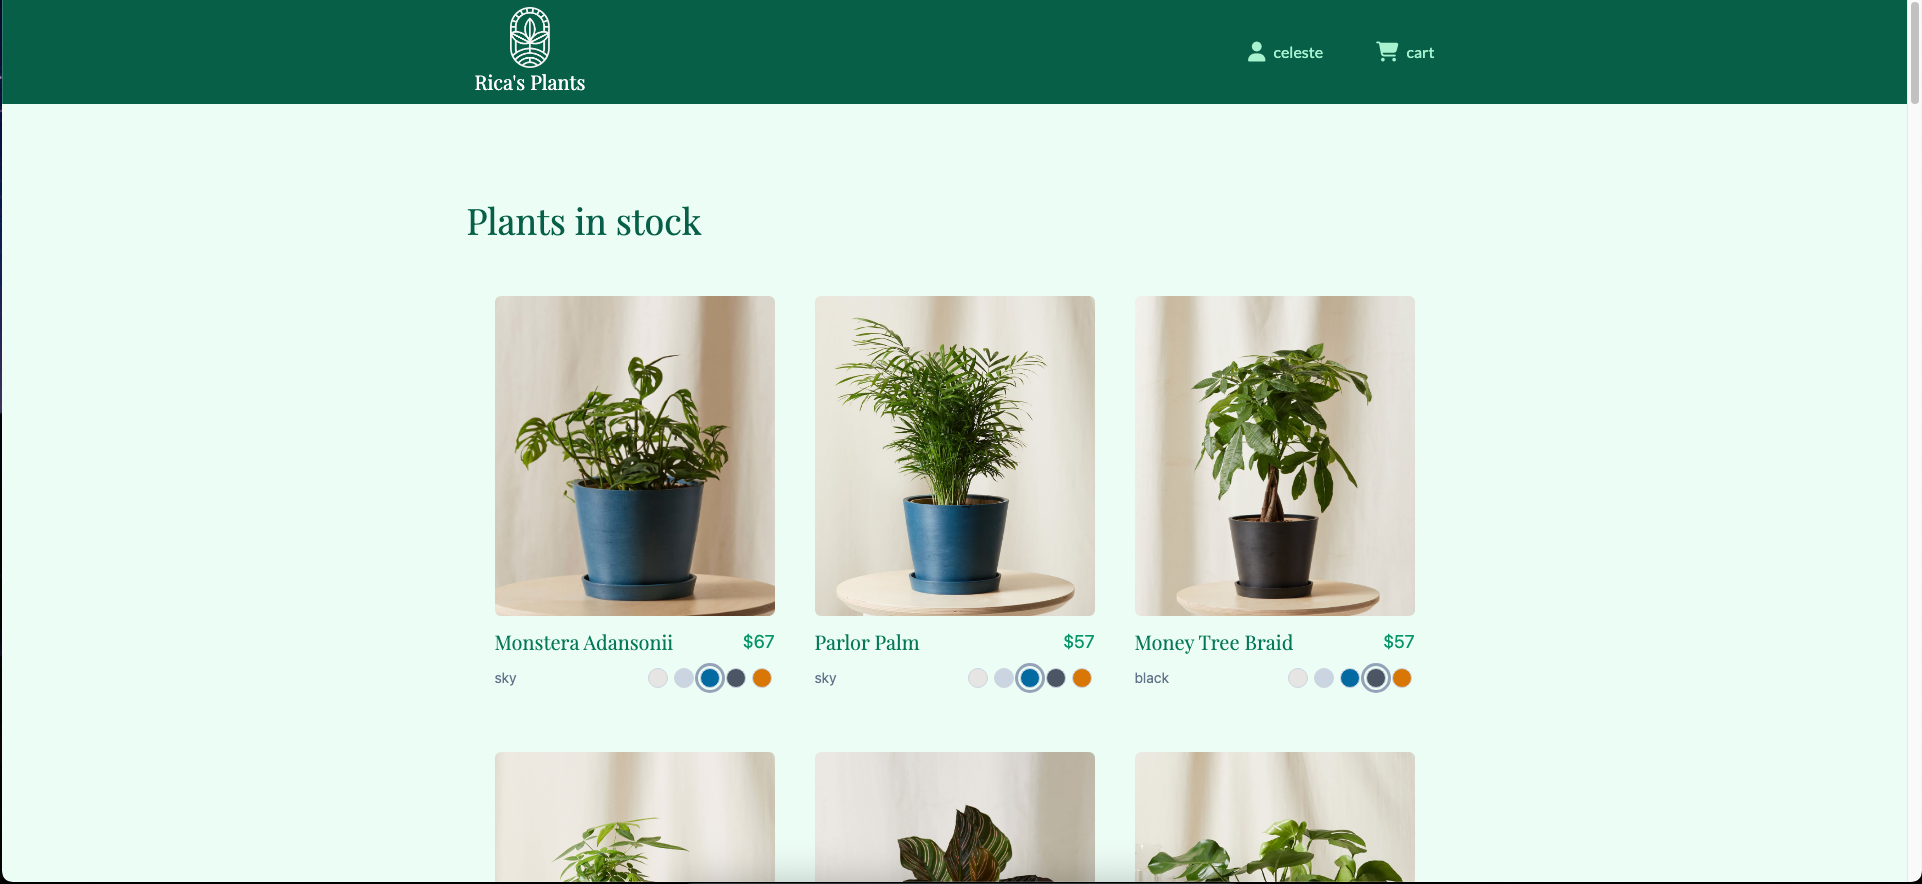 Rica's Plants
celeste
cart
Plants in stock
Monstera Adansonii $67
sky
Parlor Palm $57
sky
Money Tree Braid $57
black